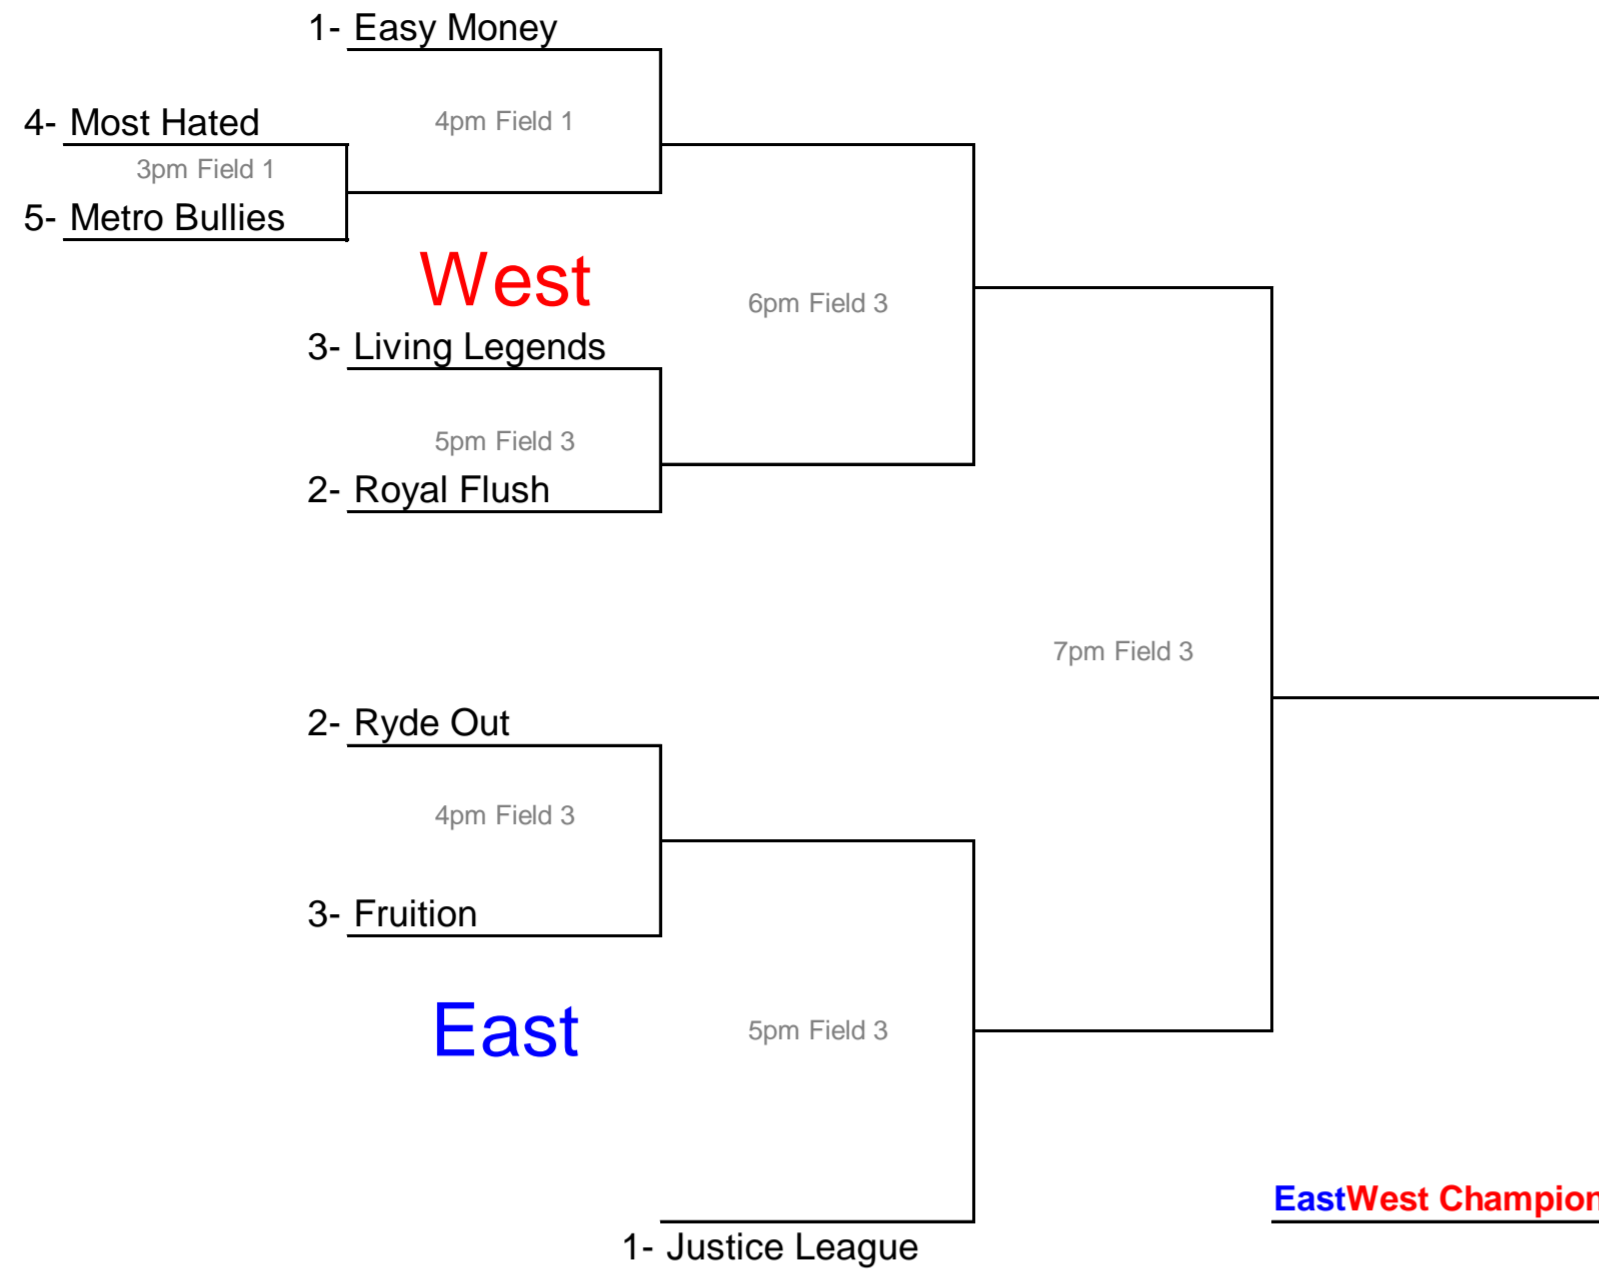 1- Easy Money
4- Most Hated
4pm Field 1
3pm Field 1
5- Metro Bullies
West
6pm Field 3
3- Living Legends
5pm Field 3
2- Royal Flush
7pm Field 3
2- Ryde Out
4pm Field 3
3- Fruition
East
5pm Field 3
EastWest Champion
1- Justice League